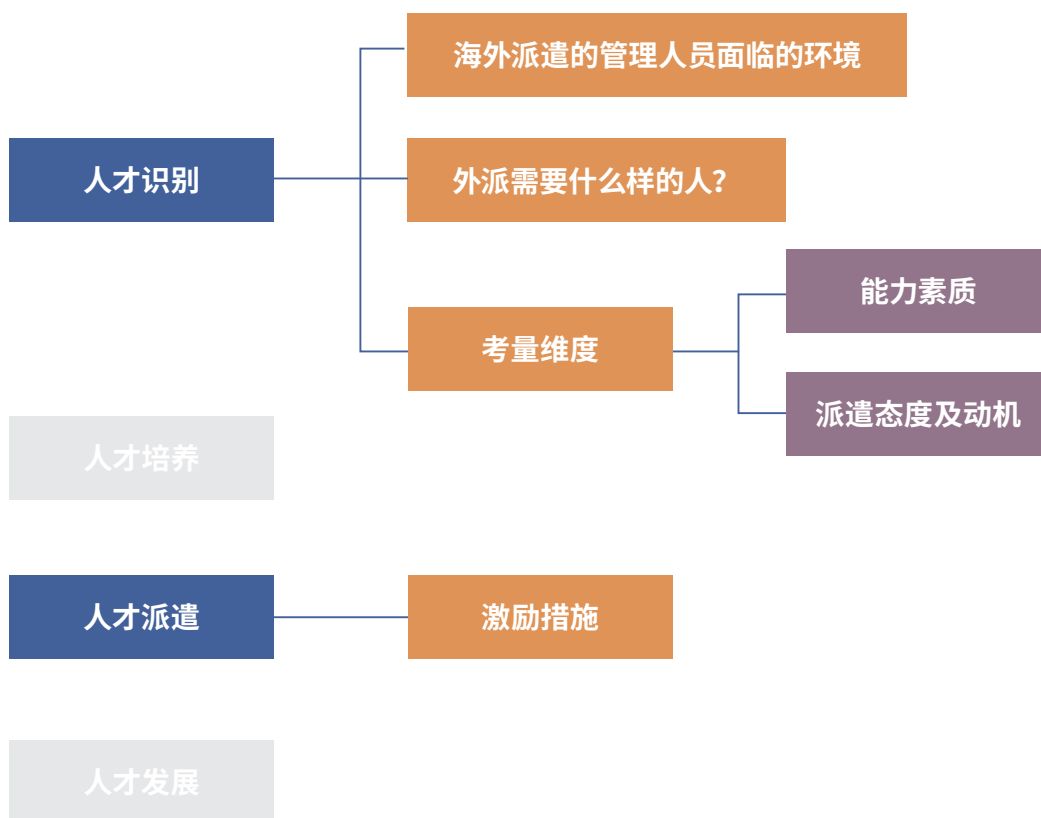 海外派遣的管理人员面临的环境
人才识别
外派需要什么样的人？
能力素质
考量维度
派遣态度及动机
人才培养
人才派遣
激励措施
人才发展